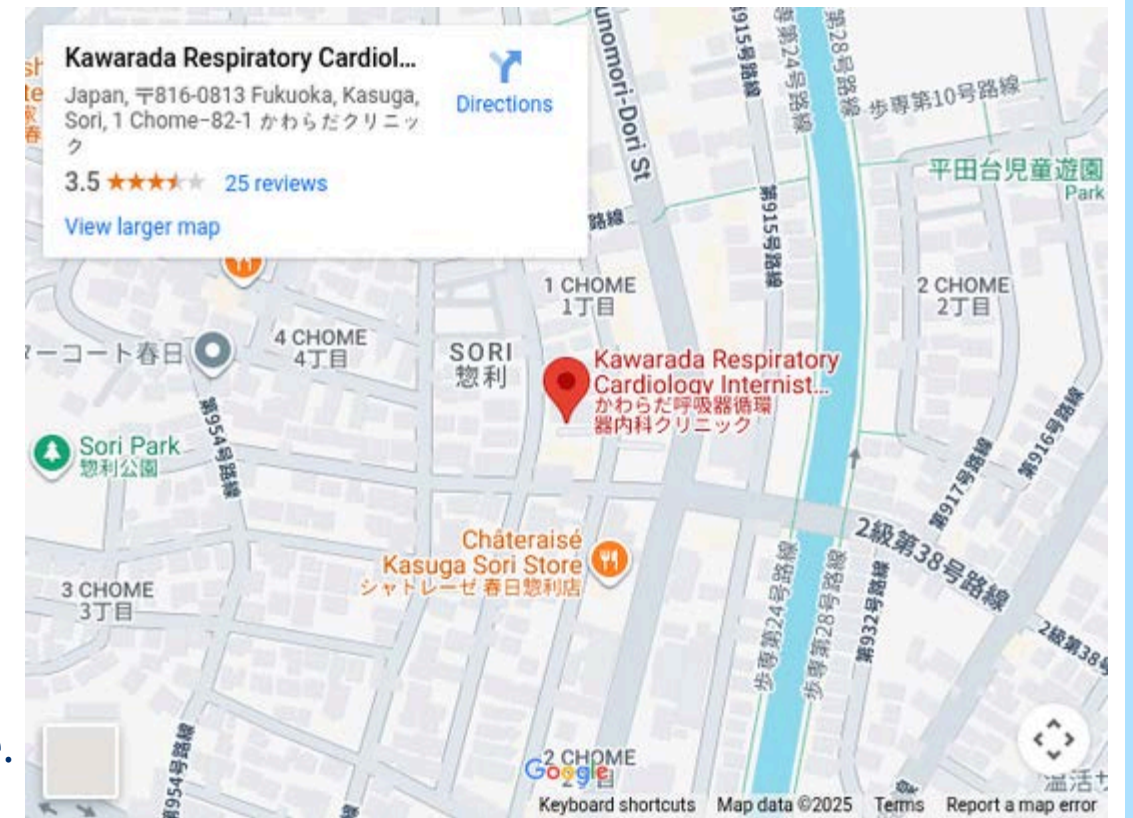 Kawarada Respiratory Cardiol...
Japan, 〒816-0813 Fukuoka, Kasuga,
Sori, 1 Chome−82-1 かわらだクリニッ
ク
3.5
25 reviews
View larger map
Directions
unomori-Dori St
第915号路線
歩専第24号路線
第28号路線
歩専第10号路線
平田台児童遊園
Park
路線
第915号路線
1 CHOME
1丁目
2 CHOME
2丁目
4 CHOME
4丁目
ーコート春日
SORI
惣利
Kawarada Respiratory
Cardiology Internist...
かわらだ呼吸器循環
器内科クリニック
第954号路線
Sori Park
惣利公園
第916号路線
第917号路線
Châteraisé
Kasuga Sori Store
シャトレーゼ 春日惣利店
2級第38号路線
3 CHOME
3丁目
歩専第24号路線
歩専第28号路線
第932号路線
2級第38号
第954号路線
2 CHOME
Google
温活サ
Keyboard shortcuts
Map data ©2025
Terms
Report a map error